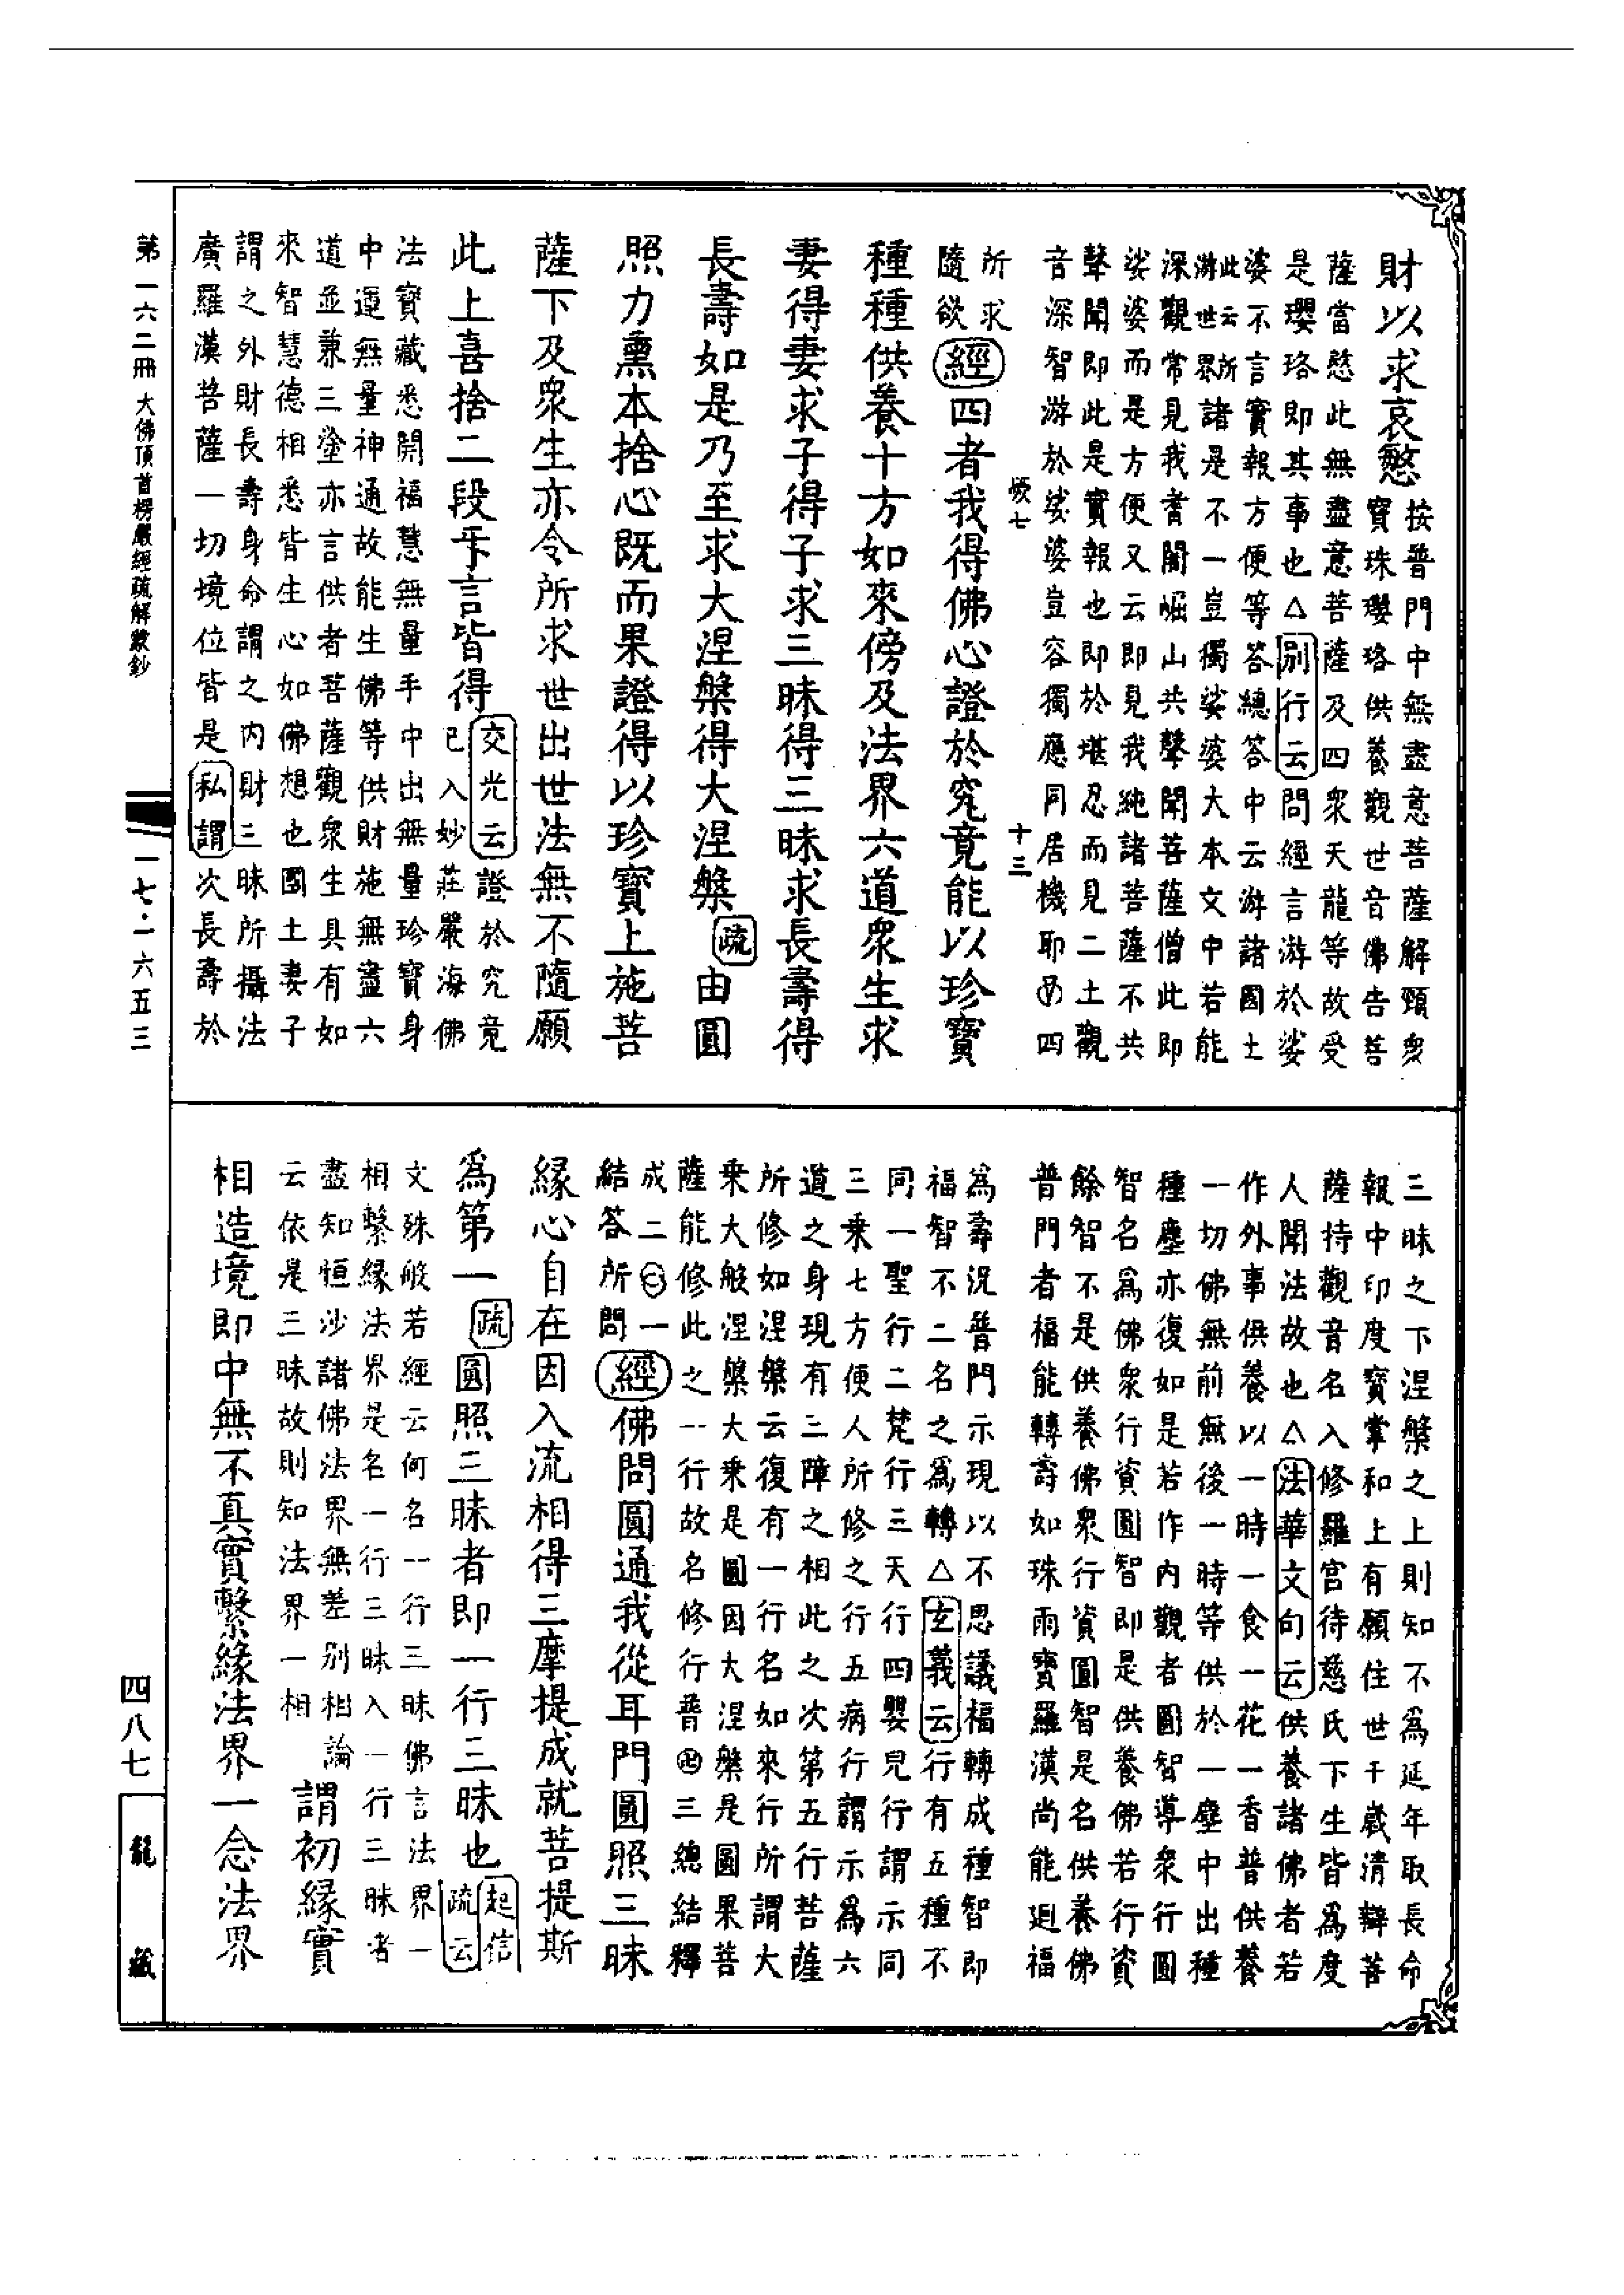 財以求哀愍按普門中無盡意菩薩解頸眾
寶珠瓔珞供養觀世音佛告菩
薩當愍此無盡意菩薩及四眾天龍等故受
是瓔珞即其事也△別行云問經言游於娑
婆不言實報方便等答總答中云游諸國土
此云所
游世界諸是不一豈獨娑婆大本文中若能
深觀常見我耆闍崛山共聲聞菩薩僧此即
娑婆而是方便又云即見我純諸菩薩不共
聲聞即此是實報也即於堪忍而見二土觀
音深智游於娑婆豈容獨應同居機耶㊃四
煩七
十三
所求
隨欲經四者我得佛心證於究竟能以珍寶
種種供養十方如來傍及法界六道眾生求
妻得妻求子得子求三昧得三昧求長壽得
長壽如是乃至求大涅槃得大涅槃疏由圓
照力熏本捨心既而果證得以珍寶上施菩
薩下及眾生亦令所求世出世法無不隨願
此上喜捨二段平言皆得交光云證於究竟
已入妙莊嚴海佛
法寶藏悉開福慧無量手中出無量珍寶身
中運無量神通故能生佛等供財施無盡六
道並兼三塗亦言供者菩薩觀眾生具有如
來智慧德相悉皆生心如佛想也國土妻子
謂之外財長壽身命謂之內財三昧所攝法
廣羅漢菩薩一切境位皆是私謂次長壽於
三昧之下涅槃之上則知不為延年取長命
報中印度寶掌和上有願住世千歲清辯菩
薩持觀音名入修羅宮待慈氏下生皆為度
人聞法故也△法華文句云供養諸佛者若
作外事供養以一時一食一花一香普供養
一切佛無前無後一時等供於一塵中出種
種塵亦復如是若作內觀者圓智導眾行圓
智名為佛眾行資圓智即是供養佛若行資
餘智不是供養佛眾行資圓智是名供養佛
普門者福能轉壽如珠雨寶羅漢尚能迴福
為壽況普門示現以不思議福轉成種智即
福智不二名之為轉△玄義云行有五種不
同一聖行二梵行三天行四嬰兒行謂示同
三乘七方便人所修之行五病行謂示為六
道之身現有三障之相此之次第五行菩薩
所修如涅槃云復有一行名如來行所謂大
乘大般涅槃大乘是圓因大涅槃是圓果菩
薩能修此之一行故名修行普㊣三總結釋
成二㊀一
結答所問經佛問圓通我從耳門圓照三昧
緣心自在因入流相得三摩提成就菩提斯
為第一疏圓照三昧者即一行三昧也起信
疏云
文殊般若經云何名一行三昧佛言法界一
相繫緣法界是名一行三昧入一行三昧者
盡知恒沙諸佛法界無差別相論
云依是三昧故則知法界一相謂初緣實
相造境即中無不真實繫緣法界一念法界
第一六二冊 大佛頂首楞嚴經疏解蒙鈔
一七·二六五三
四八七
龍藏